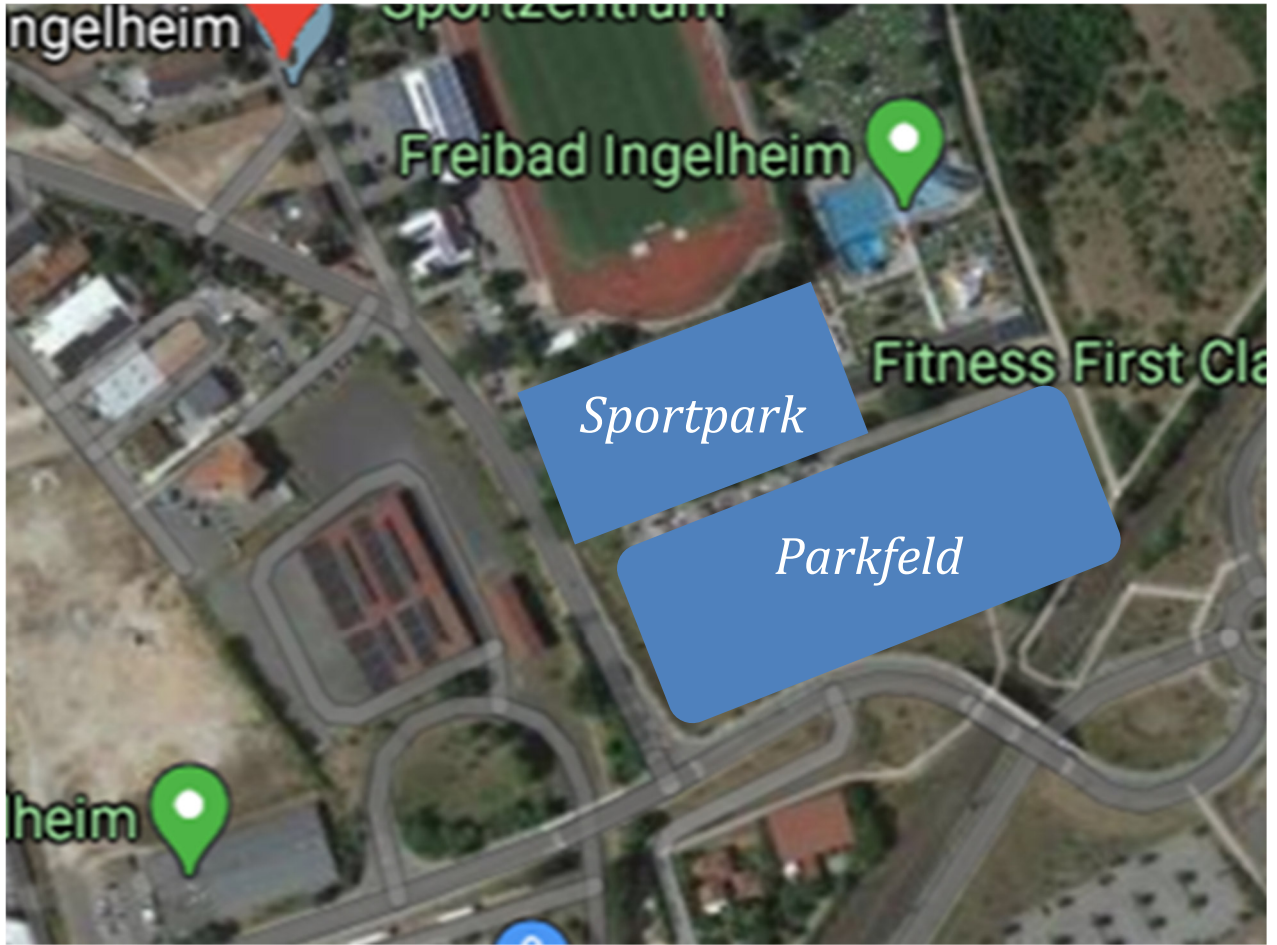 ngelheim
Sportzentrum
Freibad Ingelheim
Fitness First Cla
Sportpark
Parkfeld
lheim